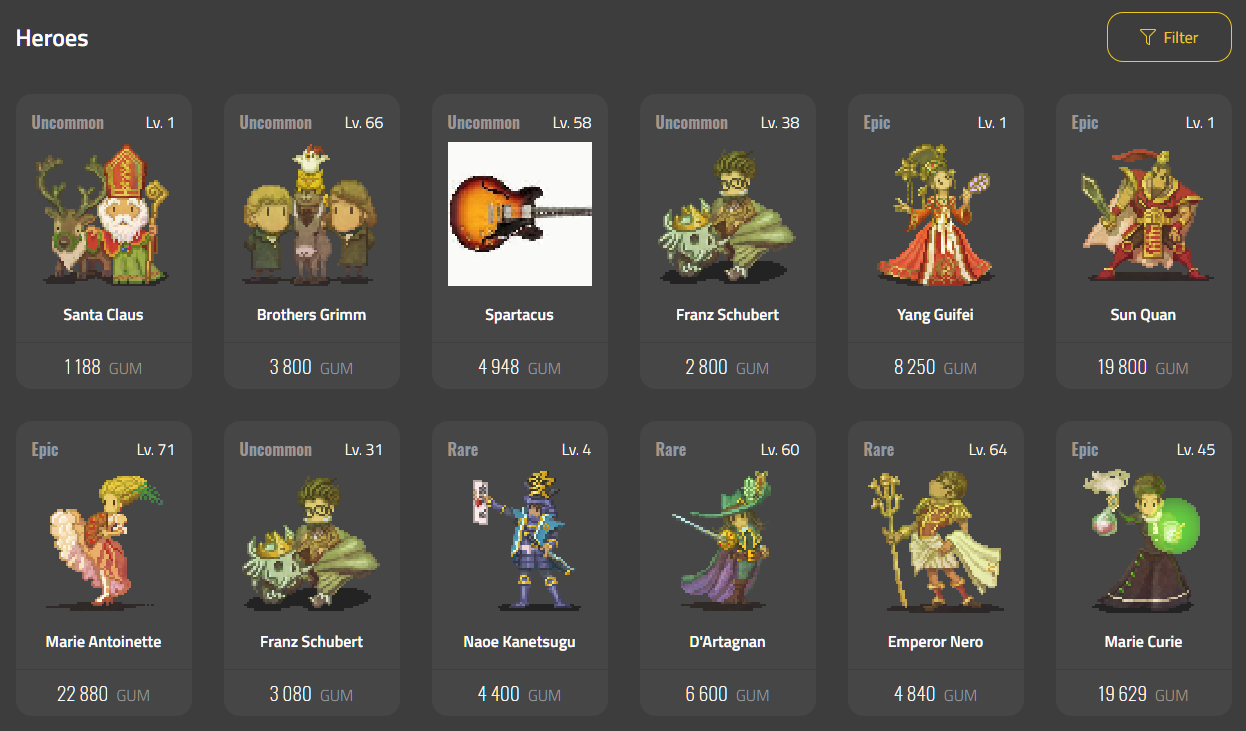 Heroes
Filter
Uncommon Lv. 1
Uncommon Lv. 66
Uncommon Lv. 58
Uncommon Lv. 38
Epic Lv. 1
Epic Lv. 1
Santa Claus
Brothers Grimm
Spartacus
Franz Schubert
Yang Guifei
Sun Quan
1 188 GUM
3 800 GUM
4 948 GUM
2 800 GUM
8 250 GUM
19 800 GUM
Epic Lv. 71
Uncommon Lv. 31
Rare Lv. 4
Rare Lv. 60
Rare Lv. 64
Epic Lv. 45
Marie Antoinette
Franz Schubert
Naoe Kanetsugu
D'Artagnan
Emperor Nero
Marie Curie
22 880 GUM
3 080 GUM
4 400 GUM
6 600 GUM
4 840 GUM
19 629 GUM